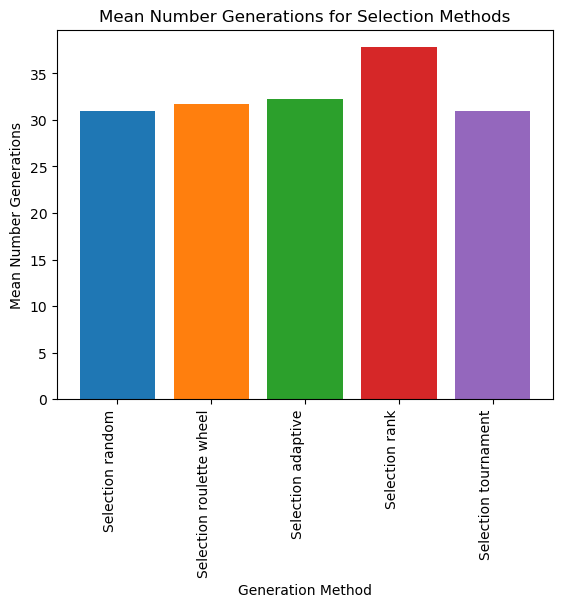 Mean Number Generations for Selection Methods
Mean Number Generations
35
30
25
20
15
10
5
0
Selection random
Selection roulette wheel
Selection adaptive
Selection rank
Selection tournament
Generation Method